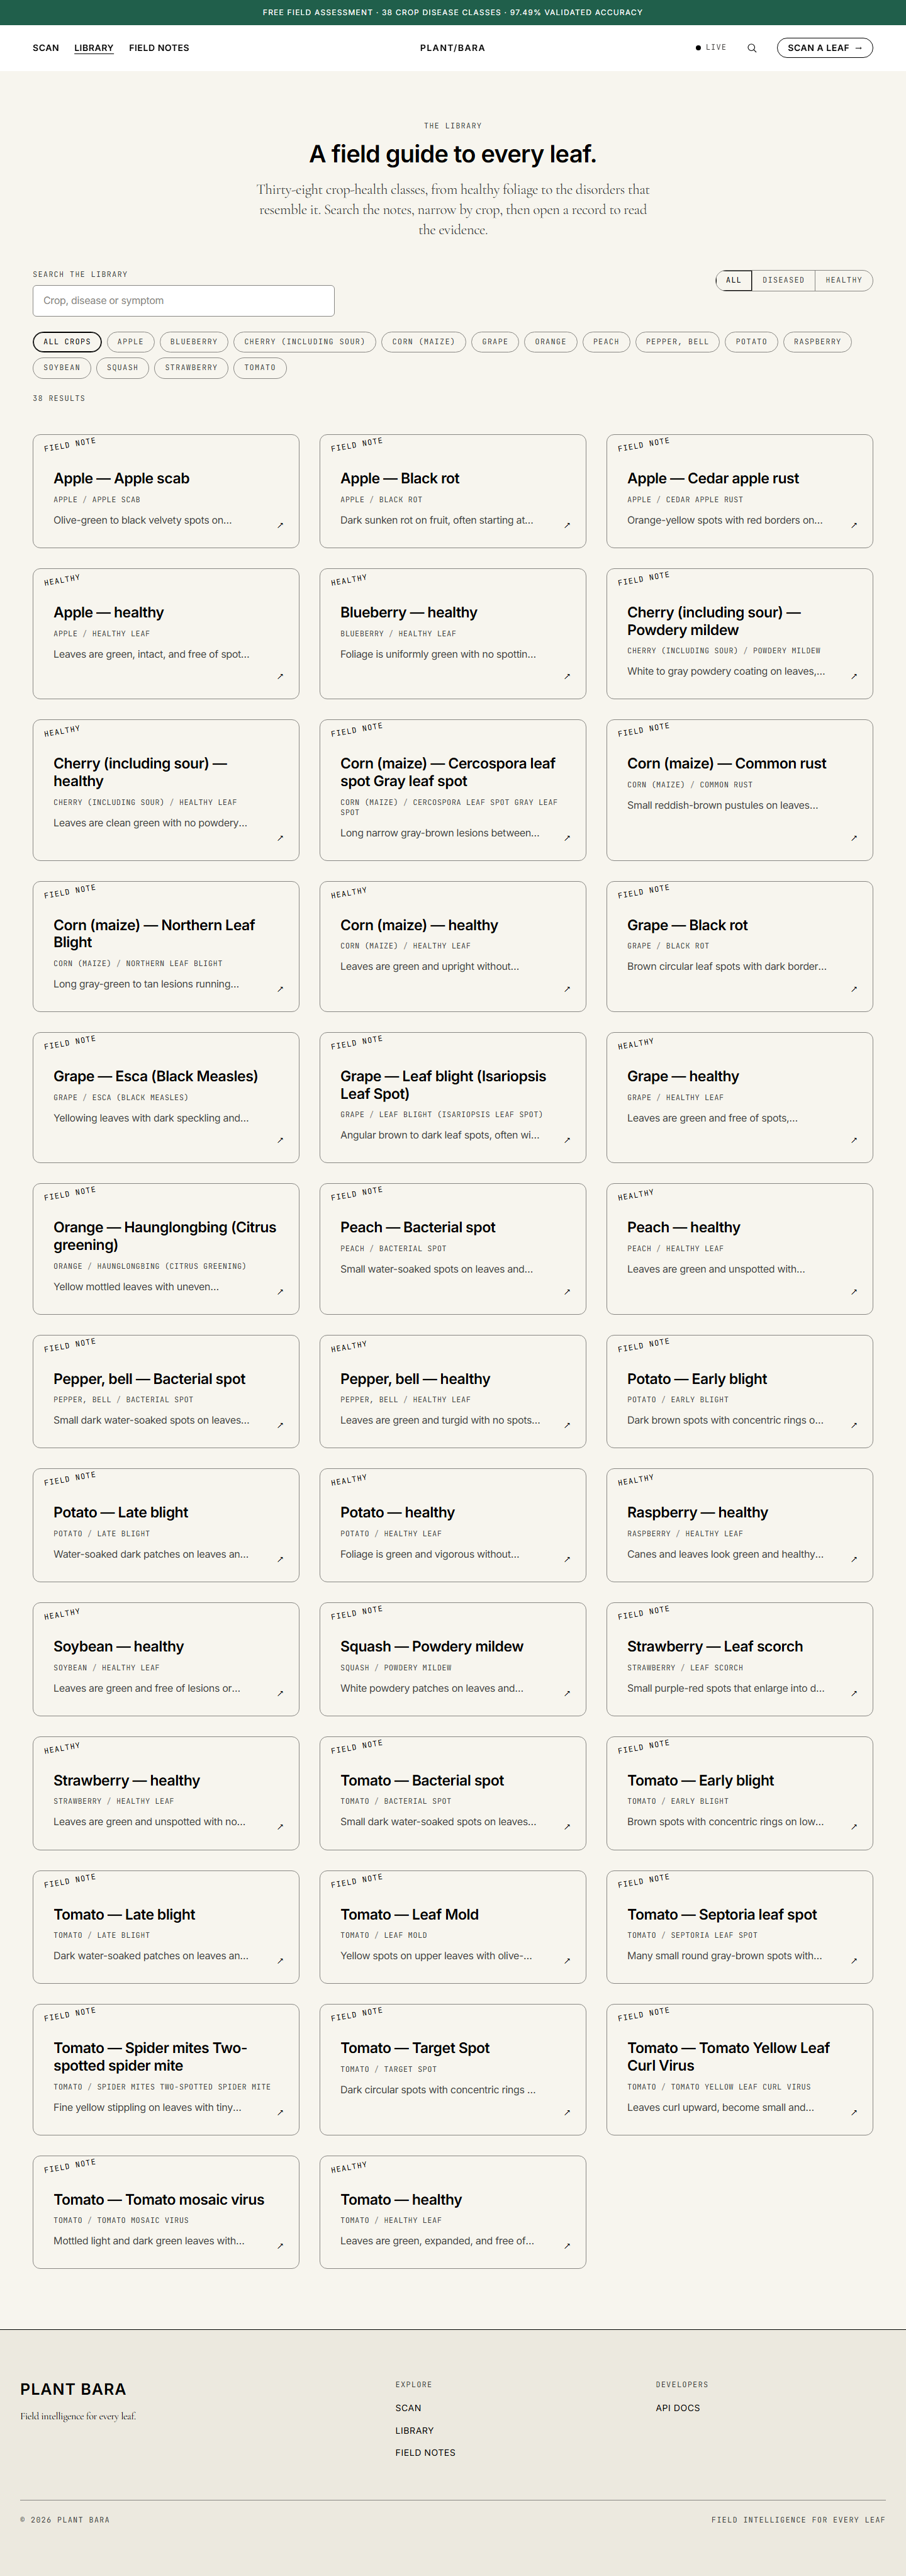 FREE FIELD ASSESSMENT · 38 CROP DISEASE CLASSES · 97.49% VALIDATED ACCURACY
SCAN LIBRARY FIELD NOTES PLANT/BARA LIVE SCAN A LEAF →
THE LIBRARY
A field guide to every leaf.
Thirty-eight crop-health classes, from healthy foliage to the disorders that
resemble it. Search the notes, narrow by crop, then open a record to read
the evidence.
SEARCH THE LIBRARY
Crop, disease or symptom
ALL DISEASED HEALTHY
ALL CROPS APPLE BLUEBERRY CHERRY (INCLUDING SOUR) CORN (MAIZE) GRAPE ORANGE PEACH PEPPER, BELL POTATO RASPBERRY
SOYBEAN SQUASH STRAWBERRY TOMATO
38 RESULTS
FIELD NOTE
Apple — Apple scab
APPLE / APPLE SCAB
Olive-green to black velvety spots on...
↗
FIELD NOTE
Apple — Black rot
APPLE / BLACK ROT
Dark sunken rot on fruit, often starting at...
↗
FIELD NOTE
Apple — Cedar apple rust
APPLE / CEDAR APPLE RUST
Orange-yellow spots with red borders on...
↗
HEALTHY
Apple — healthy
APPLE / HEALTHY LEAF
Leaves are green, intact, and free of spot...
↗
HEALTHY
Blueberry — healthy
BLUEBERRY / HEALTHY LEAF
Foliage is uniformly green with no spottin...
↗
FIELD NOTE
Cherry (including sour) —
Powdery mildew
CHERRY (INCLUDING SOUR) / POWDERY MILDEW
White to gray powdery coating on leaves,...
↗
HEALTHY
Cherry (including sour) —
healthy
CHERRY (INCLUDING SOUR) / HEALTHY LEAF
Leaves are clean green with no powdery...
↗
FIELD NOTE
Corn (maize) — Cercospora leaf
spot Gray leaf spot
CORN (MAIZE) / CERCOSPORA LEAF SPOT GRAY LEAF
SPOT
Long narrow gray-brown lesions between...
↗
FIELD NOTE
Corn (maize) — Common rust
CORN (MAIZE) / COMMON RUST
Small reddish-brown pustules on leaves...
↗
FIELD NOTE
Corn (maize) — Northern Leaf
Blight
CORN (MAIZE) / NORTHERN LEAF BLIGHT
Long gray-green to tan lesions running...
↗
HEALTHY
Corn (maize) — healthy
CORN (MAIZE) / HEALTHY LEAF
Leaves are green and upright without...
↗
FIELD NOTE
Grape — Black rot
GRAPE / BLACK ROT
Brown circular leaf spots with dark border...
↗
FIELD NOTE
Grape — Esca (Black Measles)
GRAPE / ESCA (BLACK MEASLES)
Yellowing leaves with dark speckling and...
↗
FIELD NOTE
Grape — Leaf blight (Isariopsis
Leaf Spot)
GRAPE / LEAF BLIGHT (ISARIOPSIS LEAF SPOT)
Angular brown to dark leaf spots, often wi...
↗
HEALTHY
Grape — healthy
GRAPE / HEALTHY LEAF
Leaves are green and free of spots,...
↗
FIELD NOTE
Orange — Haunglongbing (Citrus
greening)
ORANGE / HAUNGLONGBING (CITRUS GREENING)
Yellow mottled leaves with uneven...
↗
FIELD NOTE
Peach — Bacterial spot
PEACH / BACTERIAL SPOT
Small water-soaked spots on leaves and...
↗
HEALTHY
Peach — healthy
PEACH / HEALTHY LEAF
Leaves are green and unspotted with...
↗
FIELD NOTE
Pepper, bell — Bacterial spot
PEPPER, BELL / BACTERIAL SPOT
Small dark water-soaked spots on leaves...
↗
HEALTHY
Pepper, bell — healthy
PEPPER, BELL / HEALTHY LEAF
Leaves are green and turgid with no spots...
↗
FIELD NOTE
Potato — Early blight
POTATO / EARLY BLIGHT
Dark brown spots with concentric rings o...
↗
FIELD NOTE
Potato — Late blight
POTATO / LATE BLIGHT
Water-soaked dark patches on leaves an...
↗
HEALTHY
Potato — healthy
POTATO / HEALTHY LEAF
Foliage is green and vigorous without...
↗
HEALTHY
Raspberry — healthy
RASPBERRY / HEALTHY LEAF
Canes and leaves look green and healthy...
↗
HEALTHY
Soybean — healthy
SOYBEAN / HEALTHY LEAF
Leaves are green and free of lesions or...
↗
FIELD NOTE
Squash — Powdery mildew
SQUASH / POWDERY MILDEW
White powdery patches on leaves and...
↗
FIELD NOTE
Strawberry — Leaf scorch
STRAWBERRY / LEAF SCORCH
Small purple-red spots that enlarge into d...
↗
HEALTHY
Strawberry — healthy
STRAWBERRY / HEALTHY LEAF
Leaves are green and unspotted with no...
↗
FIELD NOTE
Tomato — Bacterial spot
TOMATO / BACTERIAL SPOT
Small dark water-soaked spots on leaves...
↗
FIELD NOTE
Tomato — Early blight
TOMATO / EARLY BLIGHT
Brown spots with concentric rings on low...
↗
FIELD NOTE
Tomato — Late blight
TOMATO / LATE BLIGHT
Dark water-soaked patches on leaves an...
↗
FIELD NOTE
Tomato — Leaf Mold
TOMATO / LEAF MOLD
Yellow spots on upper leaves with olive-...
↗
FIELD NOTE
Tomato — Septoria leaf spot
TOMATO / SEPTORIA LEAF SPOT
Many small round gray-brown spots with...
↗
FIELD NOTE
Tomato — Spider mites Two-
spotted spider mite
TOMATO / SPIDER MITES TWO-SPOTTED SPIDER MITE
Fine yellow stippling on leaves with tiny...
↗
FIELD NOTE
Tomato — Target Spot
TOMATO / TARGET SPOT
Dark circular spots with concentric rings ...
↗
FIELD NOTE
Tomato — Tomato Yellow Leaf
Curl Virus
TOMATO / TOMATO YELLOW LEAF CURL VIRUS
Leaves curl upward, become small and...
↗
FIELD NOTE
Tomato — Tomato mosaic virus
TOMATO / TOMATO MOSAIC VIRUS
Mottled light and dark green leaves with...
↗
HEALTHY
Tomato — healthy
TOMATO / HEALTHY LEAF
Leaves are green, expanded, and free of...
↗
PLANT BARA
Field intelligence for every leaf.
EXPLORE
SCAN
LIBRARY
FIELD NOTES
DEVELOPERS
API DOCS
© 2026 PLANT BARA
FIELD INTELLIGENCE FOR EVERY LEAF